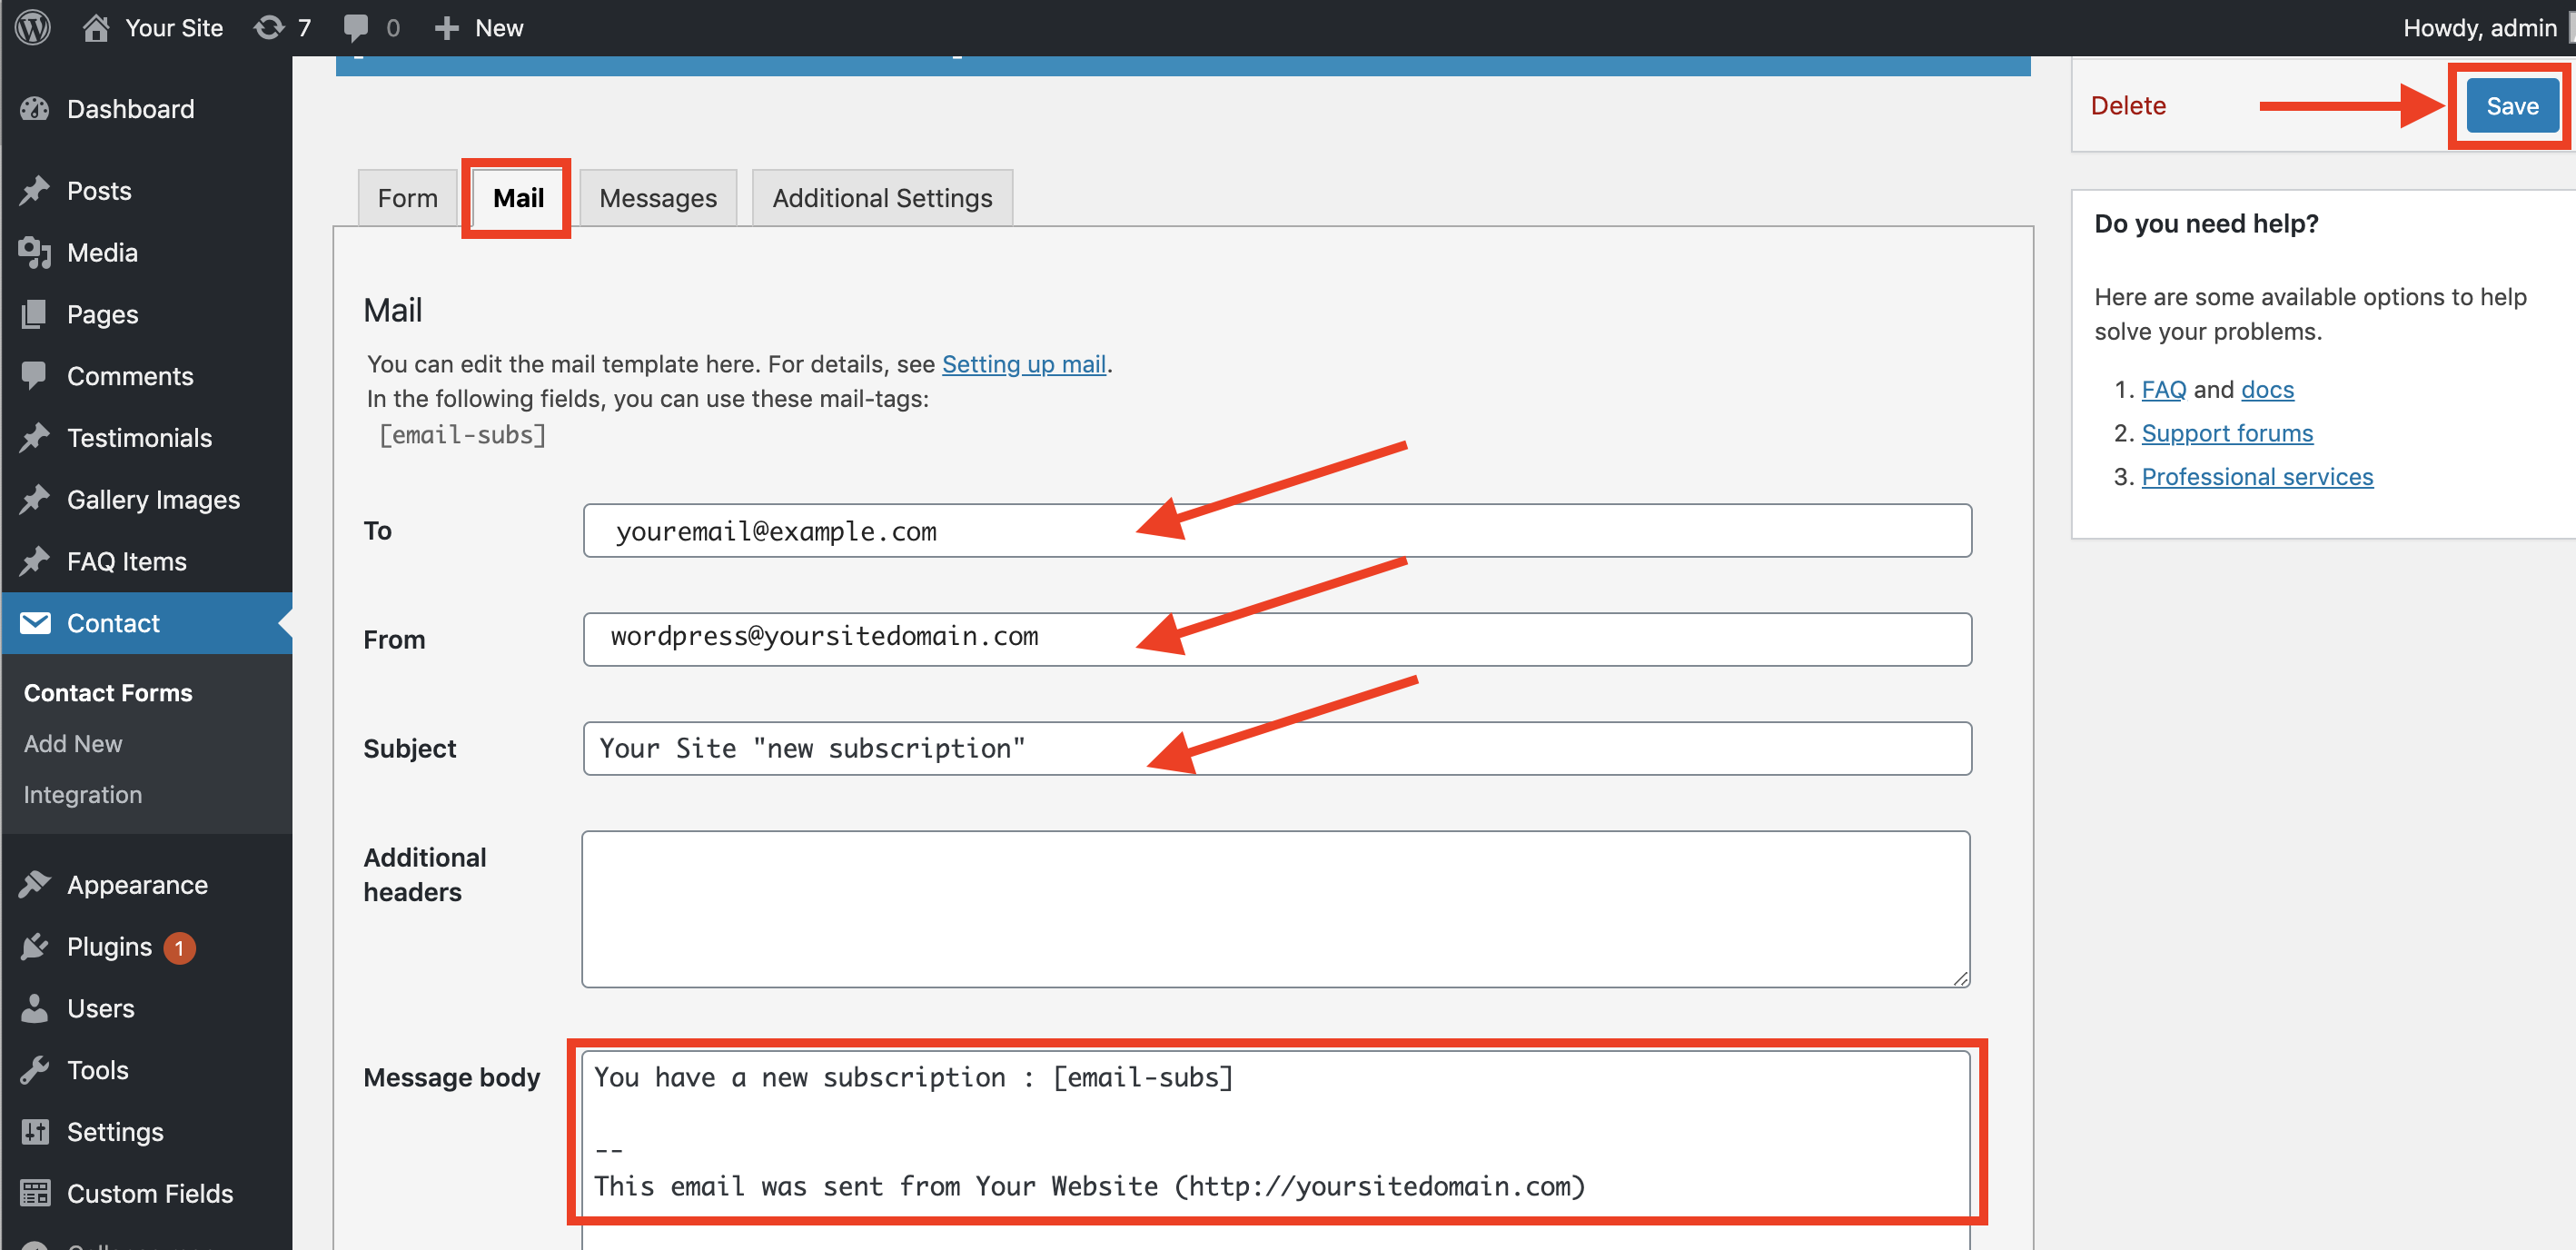 Your Site 7 0 New
Howdy, admin
Dashboard
Posts
Media
Pages
Comments
Testimonials
Gallery Images
FAQ Items
Contact
Contact Forms
Add New
Integration
Appearance
Plugins 1
Users
Tools
Settings
Custom Fields
Form Mail Messages Additional Settings
Mail
You can edit the mail template here. For details, see Setting up mail.
In the following fields, you can use these mail-tags:
[email-subs]
To youremail@example.com
From wordpress@yoursitedomain.com
Subject Your Site "new subscription"
Additional
headers
Message body
You have a new subscription : [email-subs]
--
This email was sent from Your Website (http://yoursitedomain.com)
Delete Save
Do you need help?
Here are some available options to help
solve your problems.
1. FAQ and docs
2. Support forums
3. Professional services